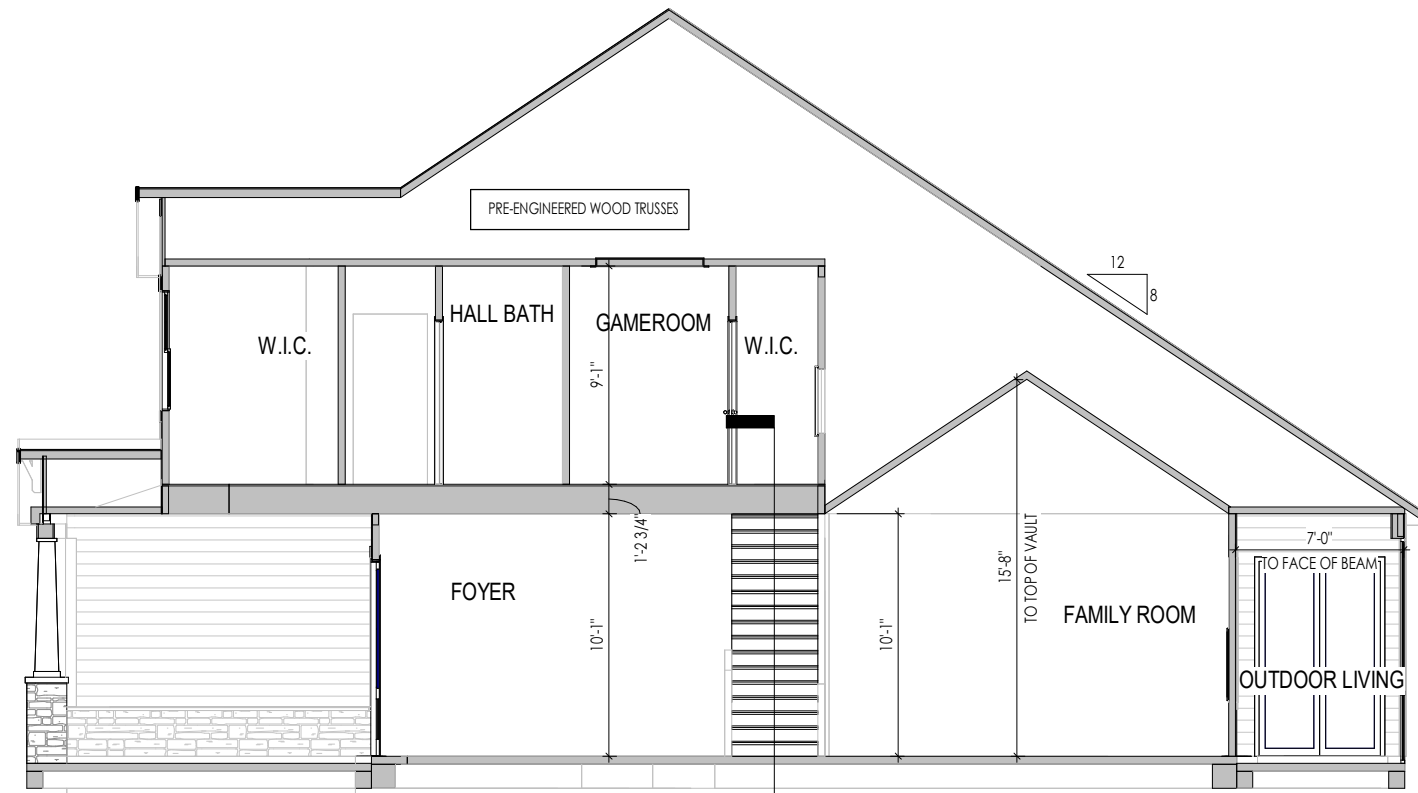 PRE-ENGINEERED WOOD TRUSSES
12
8
HALL BATH
GAMEROOM
W.I.C.
W.I.C.
9'-1"
1'-2 3/4"
7'-0"
TO FACE OF BEAM
15'-8"
TO TOP OF VAULT
FOYER
FAMILY ROOM
10'-1"
10'-1"
OUTDOOR LIVING